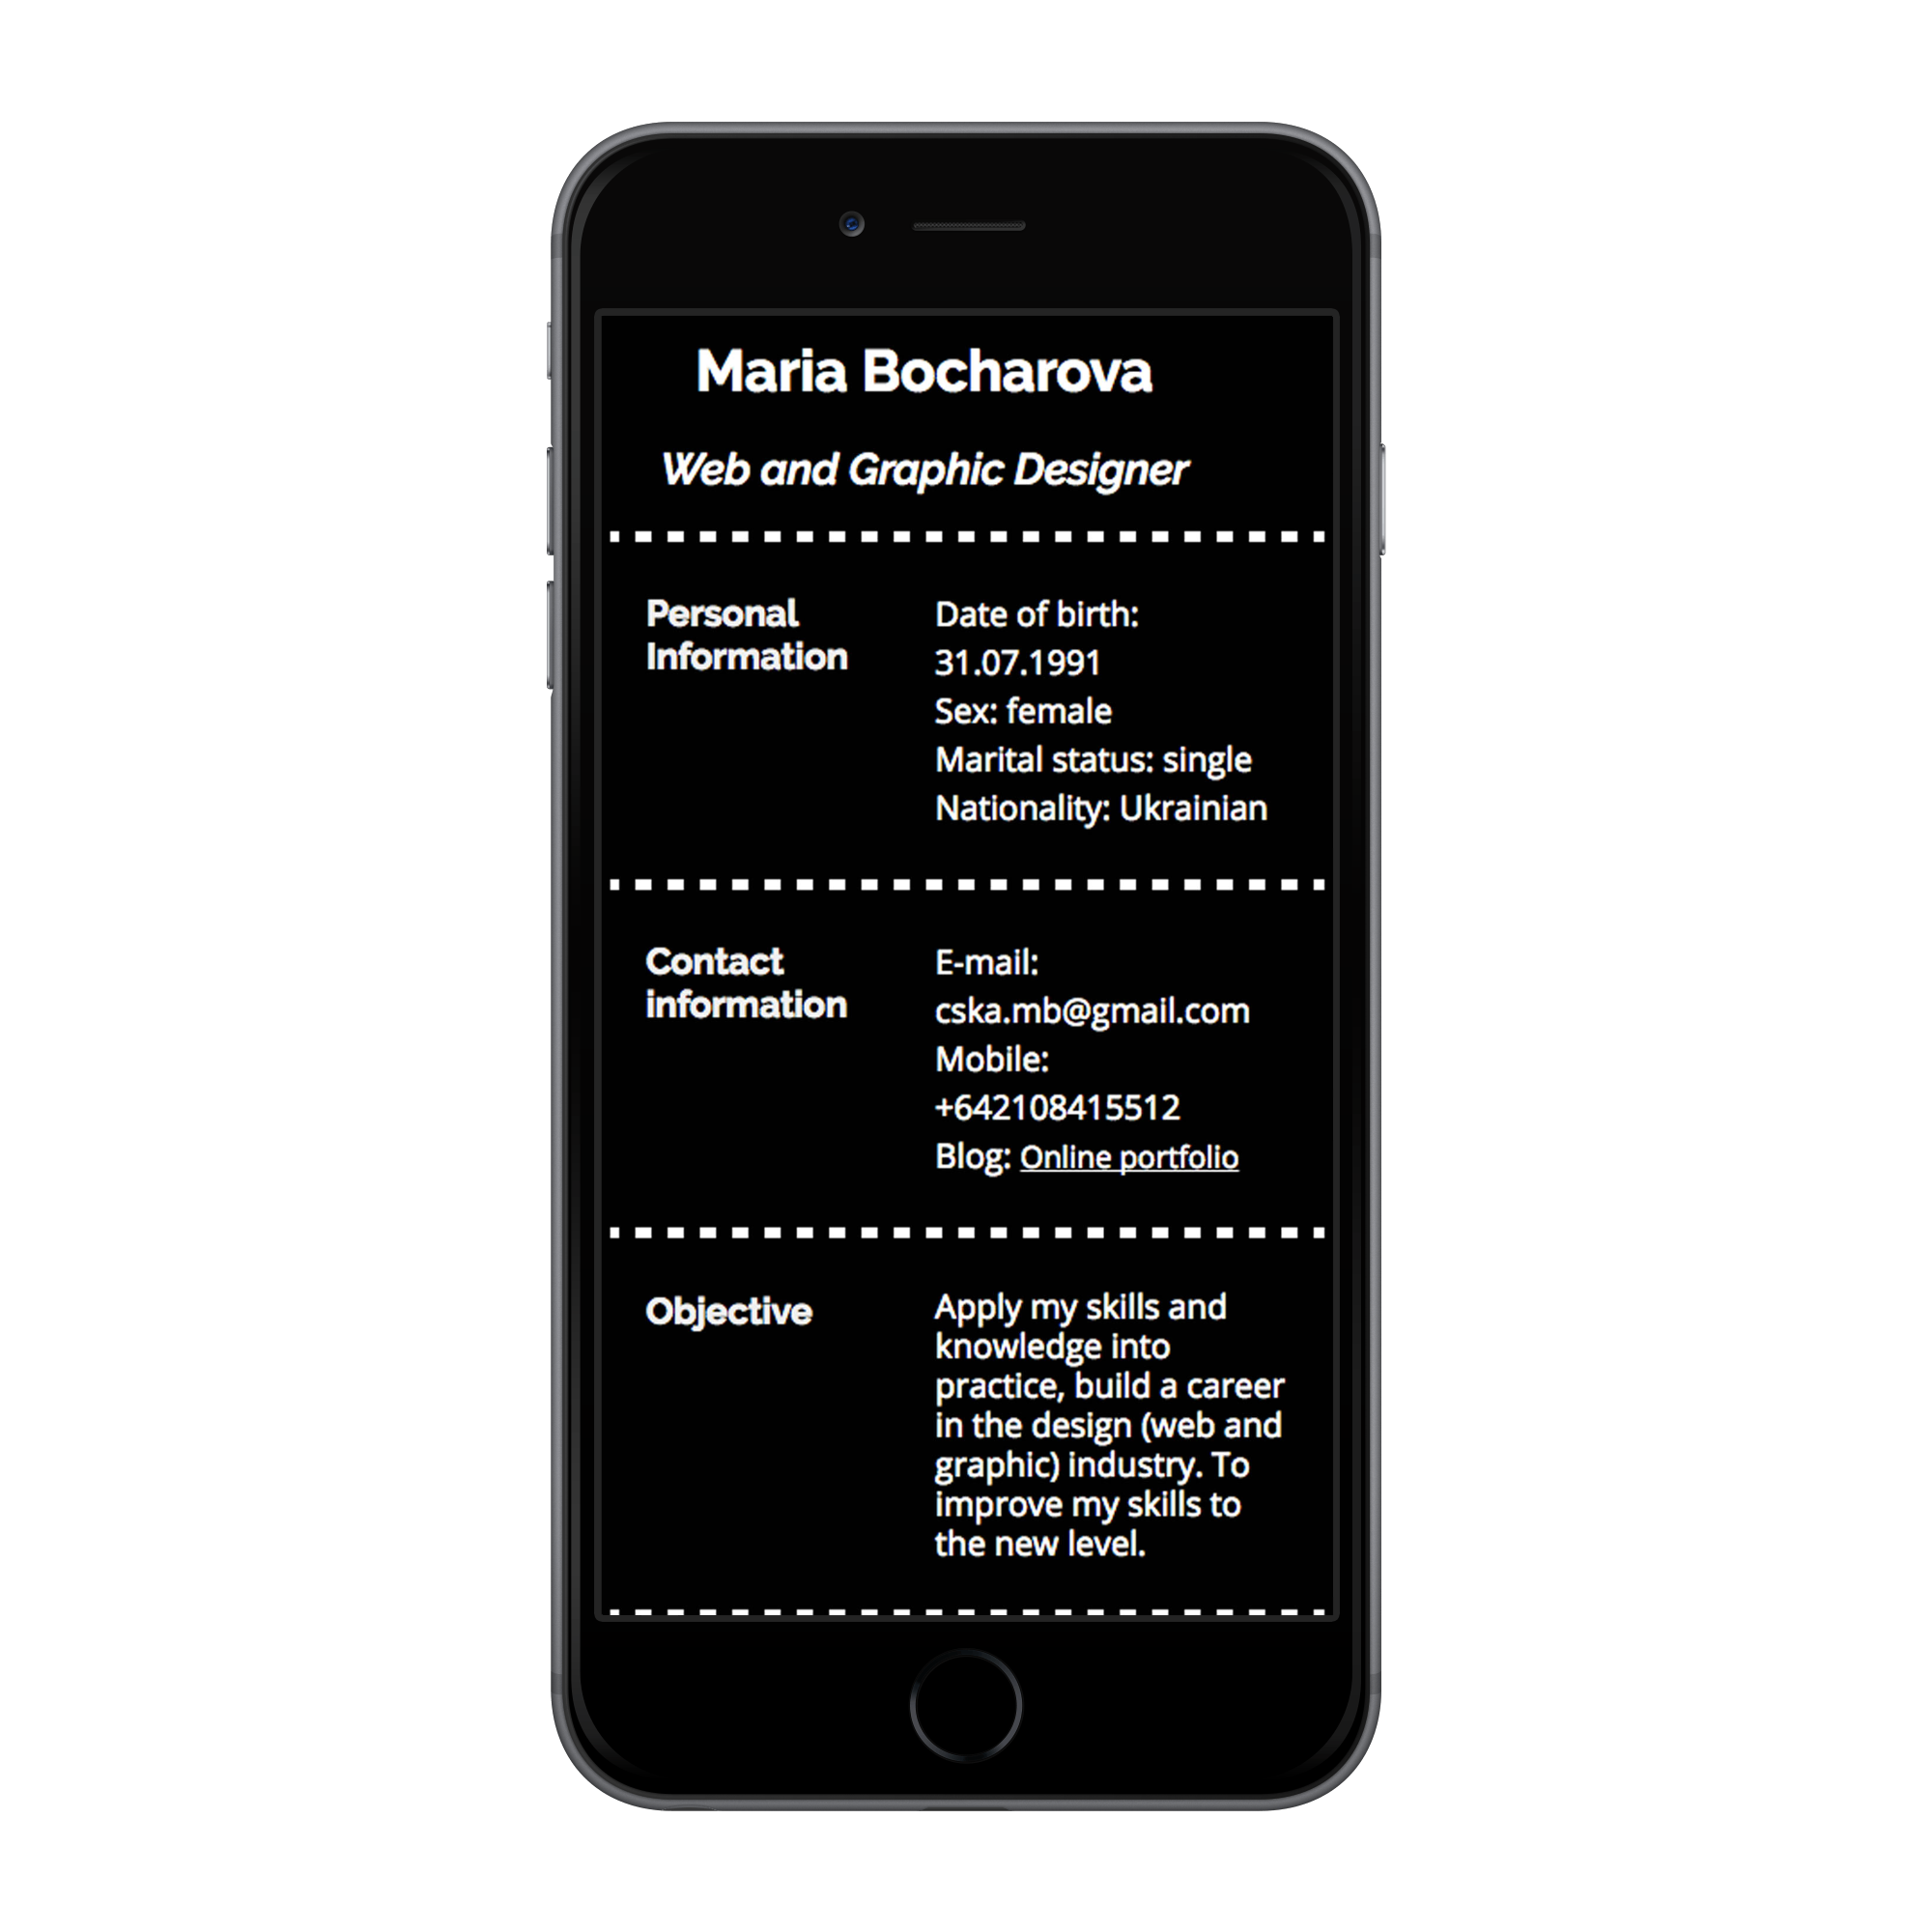 Maria Bocharova
Web and Graphic Designer
Personal
Information
Date of birth:
31.07.1991
Sex: female
Marital status: single
Nationality: Ukrainian
Contact
information
E-mail:
cska.mb@gmail.com
Mobile:
+642108415512
Blog: Online portfolio
Objective
Apply my skills and
knowledge into
practice, build a career
in the design (web and
graphic) industry. To
improve my skills to
the new level.